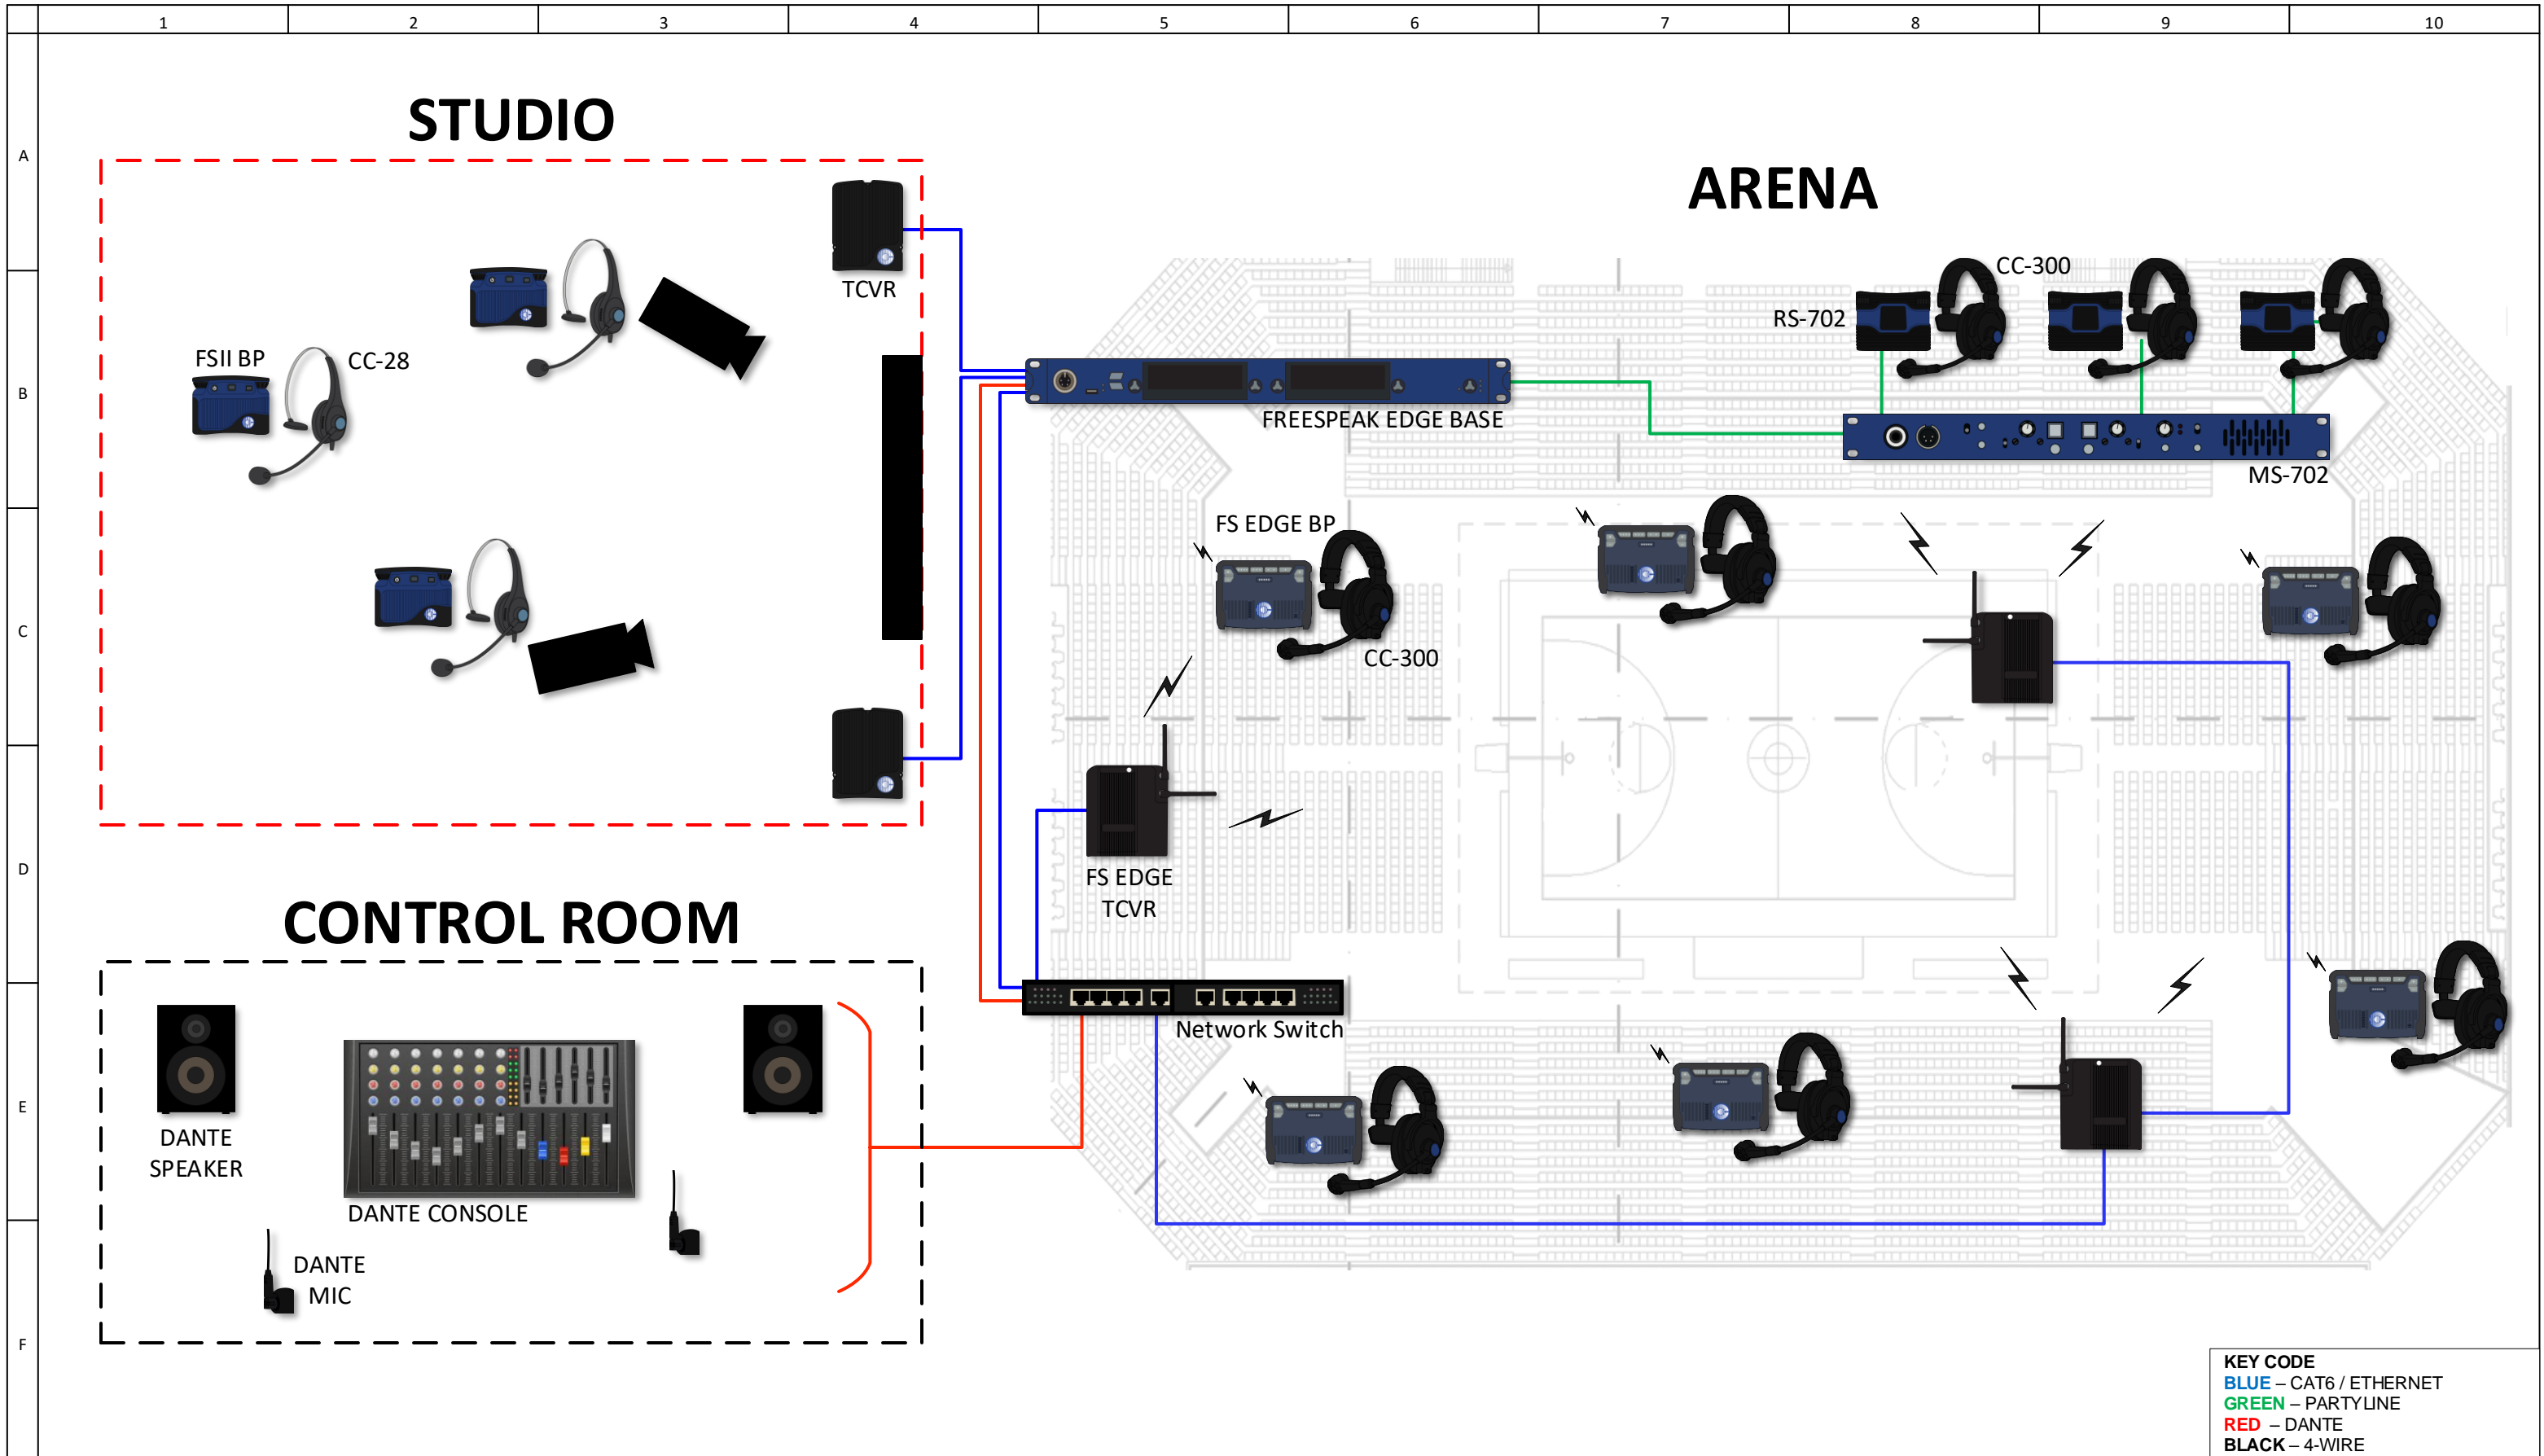 1 2 3 4 5 6 7 8 9 10
A
B
C
D
E
F
STUDIO
ARENA
TCVR
FSII BP
CC-28
CC-300
RS-702
FREESPEAK EDGE BASE
MS-702
FS EDGE BP
CC-300
FS EDGE
TCVR
CONTROL ROOM
Network Switch
DANTE
SPEAKER
DANTE CONSOLE
DANTE
MIC
KEY CODE
BLUE – CAT6 / ETHERNET
GREEN – PARTYLINE
RED – DANTE
BLACK – 4-WIRE